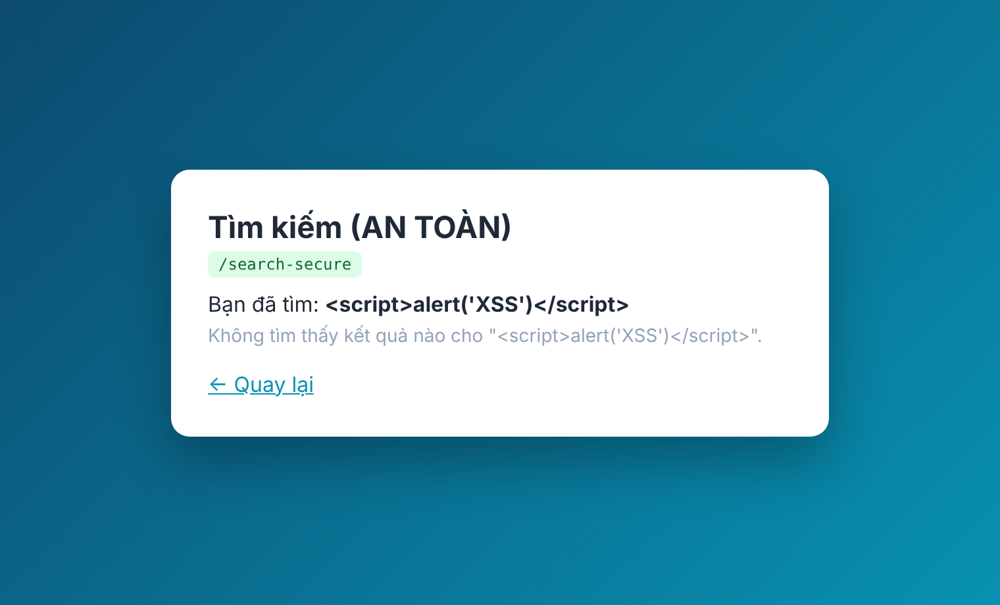 Tìm kiếm (AN TOÀN)
/search-secure
Bạn đã tìm: <script>alert('XSS')</script>
Không tìm thấy kết quả nào cho "<script>alert('XSS')</script>".
← Quay lại